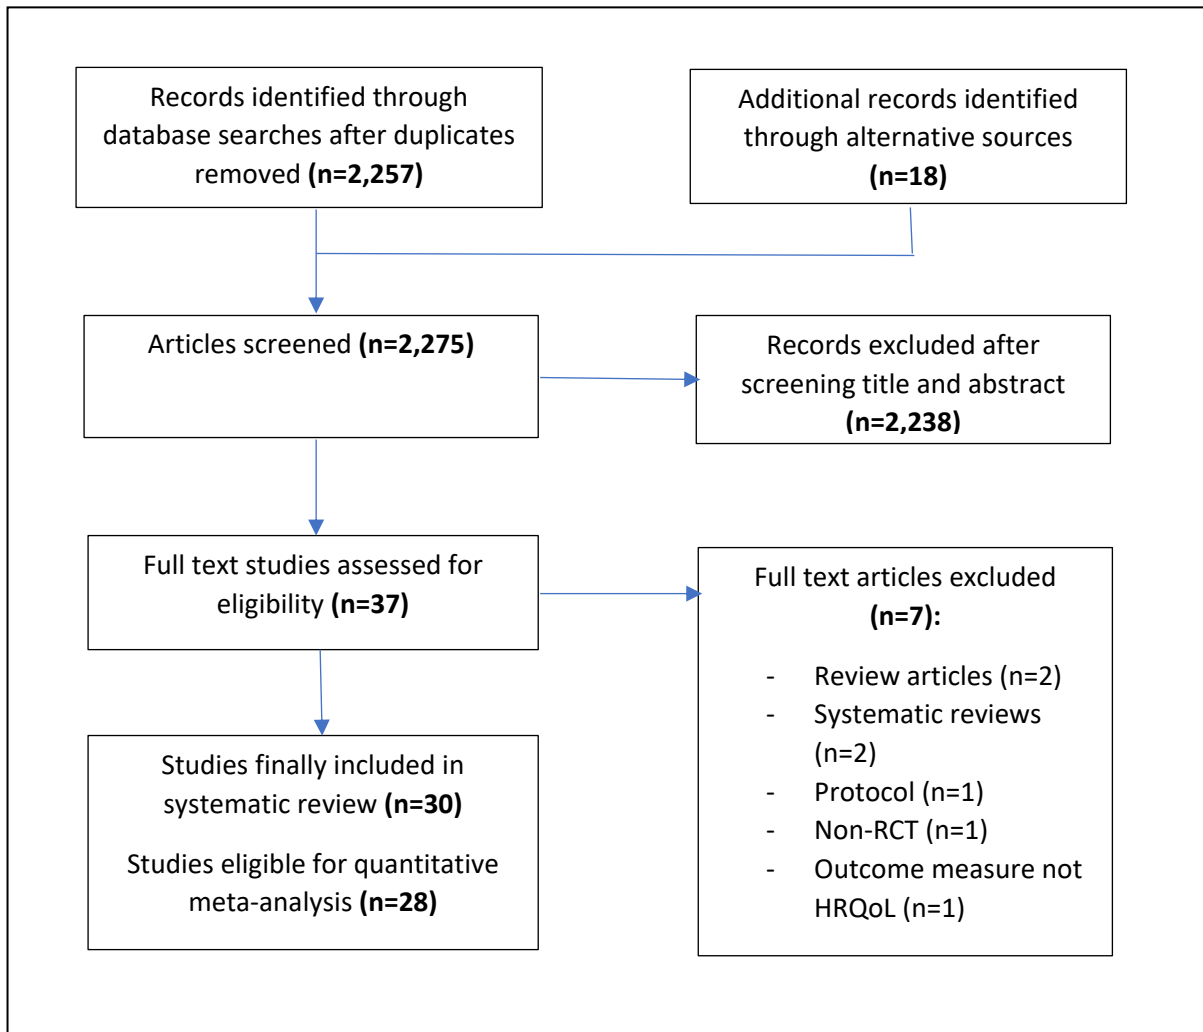 Records identified through
database searches after duplicates
removed (n=2,257)
Additional records identified
through alternative sources
(n=18)
Articles screened (n=2,275)
Records excluded after
screening title and abstract
(n=2,238)
Full text studies assessed for
eligibility (n=37)
Full text articles excluded
(n=7):
- Review articles (n=2)
- Systematic reviews
(n=2)
- Protocol (n=1)
- Non-RCT (n=1)
- Outcome measure not
HRQoL (n=1)
Studies finally included in
systematic review (n=30)
Studies eligible for quantitative
meta-analysis (n=28)